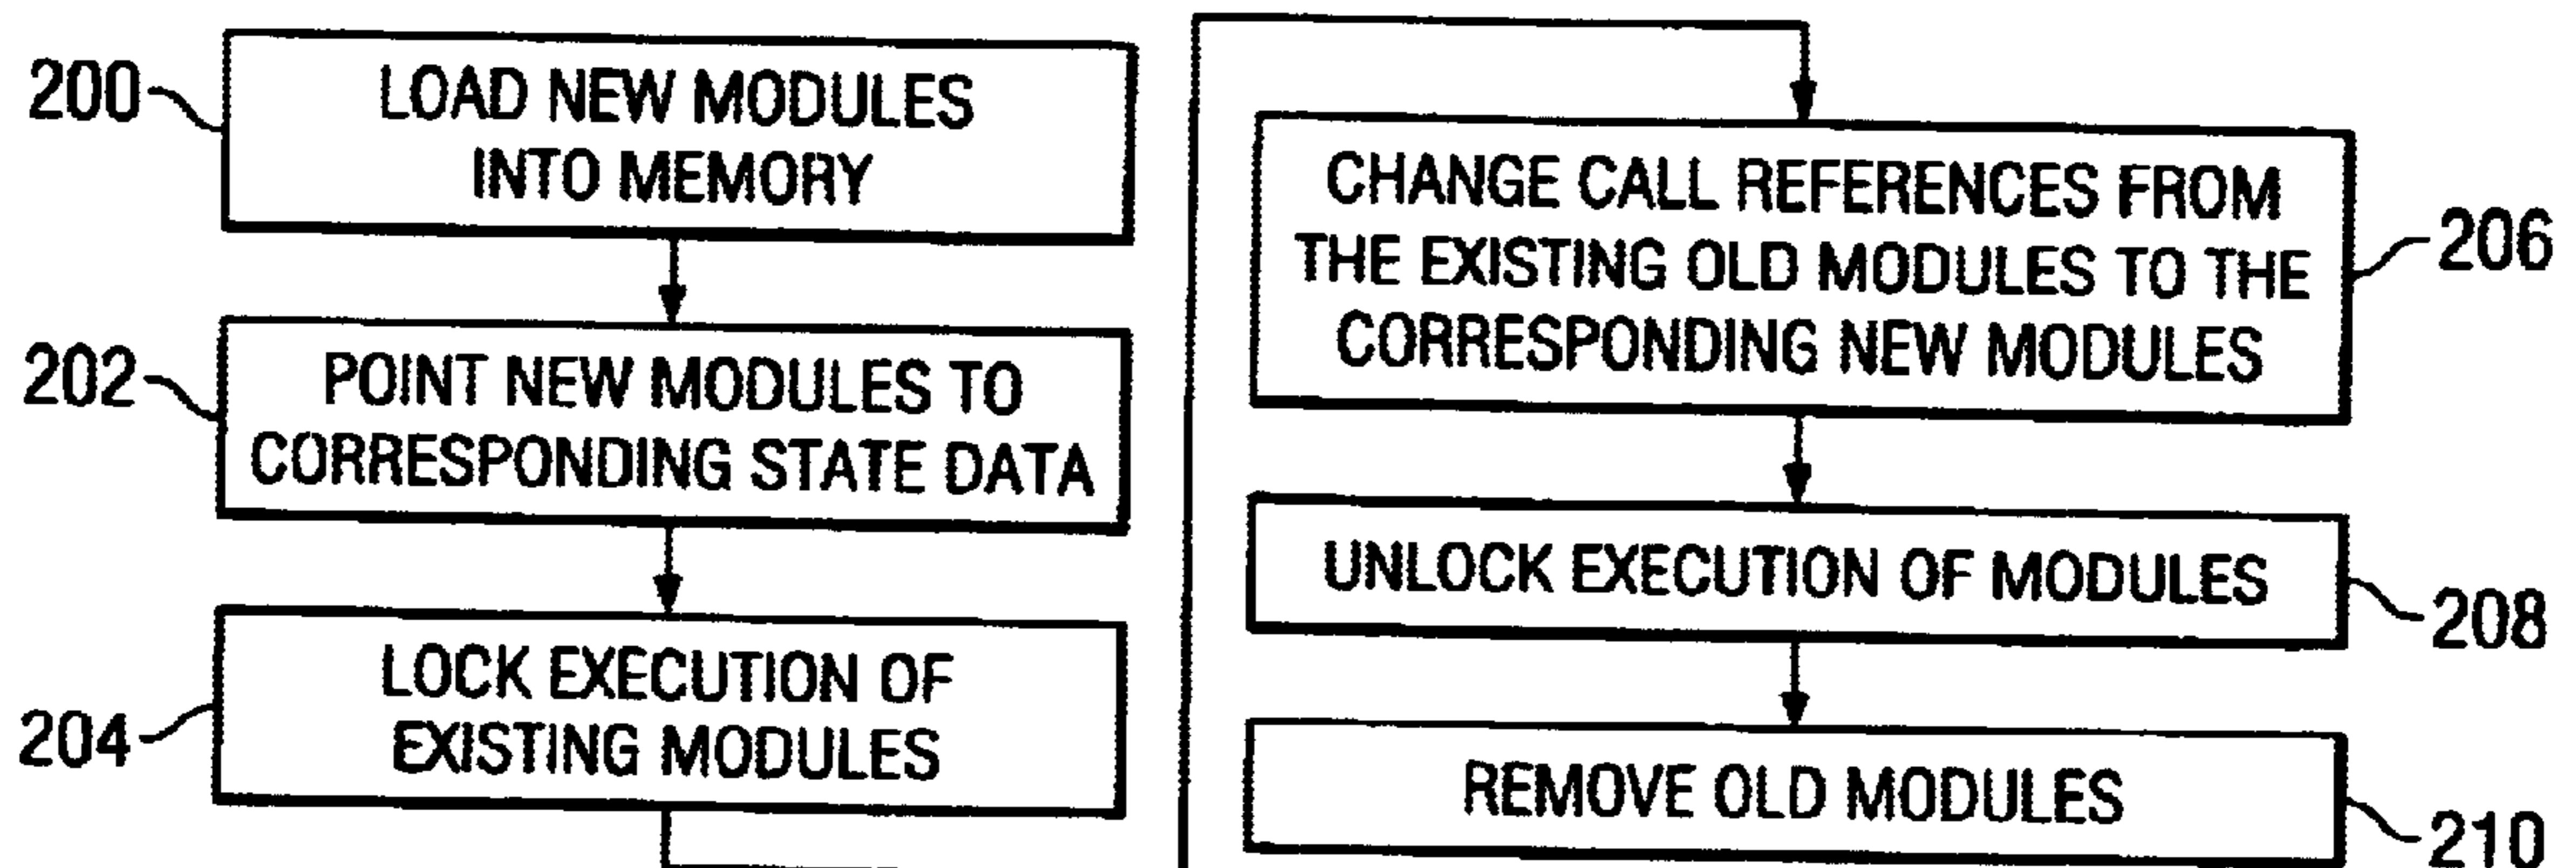 200
LOAD NEW MODULES
INTO MEMORY
202
POINT NEW MODULES TO
CORRESPONDING STATE DATA
204
LOCK EXECUTION OF
EXISTING MODULES
CHANGE CALL REFERENCES FROM
THE EXISTING OLD MODULES TO THE
CORRESPONDING NEW MODULES
206
UNLOCK EXECUTION OF MODULES
208
REMOVE OLD MODULES
210